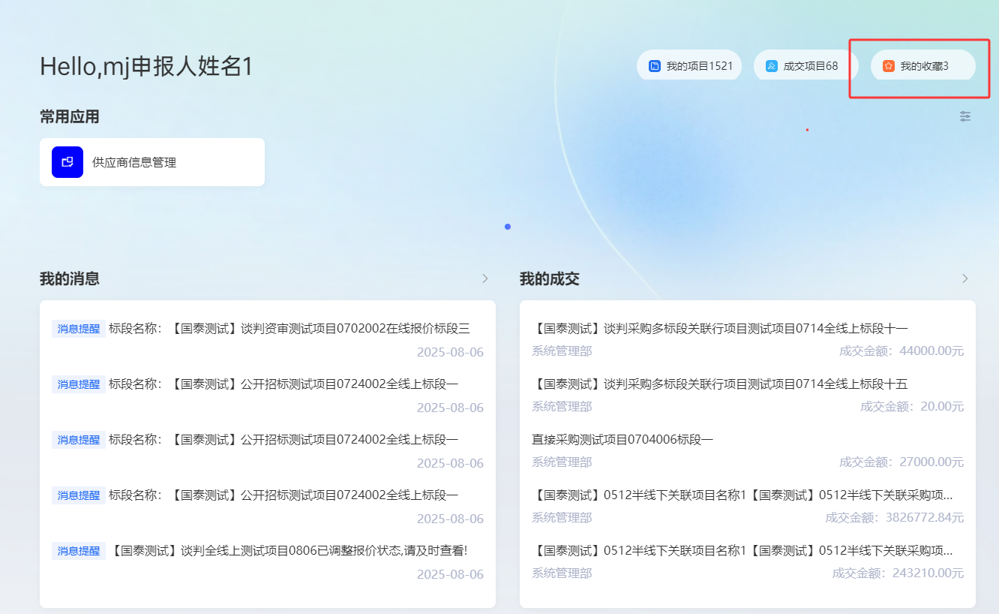 Hello,mj申报人姓名1
我的项目1521
成交项目68
我的收藏3
常用应用
供应商信息管理
我的消息
消息提醒 标段名称：【国泰测试】谈判资审测试项目0702002在线报价标段三
2025-08-06
消息提醒 标段名称：【国泰测试】公开招标测试项目0724002全线上标段一
2025-08-06
消息提醒 标段名称：【国泰测试】公开招标测试项目0724002全线上标段一
2025-08-06
消息提醒 标段名称：【国泰测试】公开招标测试项目0724002全线上标段一
2025-08-06
消息提醒 【国泰测试】谈判全线上测试项目0806已调整报价状态,请及时查看!
2025-08-06
我的成交
【国泰测试】谈判采购多标段关联行项目测试项目0714全线上标段十一
系统管理部 成交金额：44000.00元
【国泰测试】谈判采购多标段关联行项目测试项目0714全线上标段十五
系统管理部 成交金额：20.00元
直接采购测试项目0704006标段一
系统管理部 成交金额：27000.00元
【国泰测试】0512半线下关联项目名称1【国泰测试】0512半线下关联采购项...
系统管理部 成交金额：3826772.84元
【国泰测试】0512半线下关联项目名称1【国泰测试】0512半线下关联采购项...
系统管理部 成交金额：243210.00元